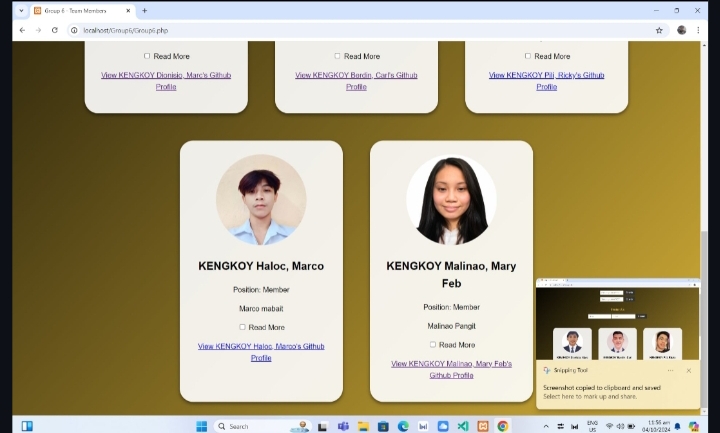 Group 6 - Team Members
localhost/Group6/Group6.php
Read More
Read More
Read More
View KENGKOY Dionisio, Marc's Github
Profile
View KENGKOY Bordin, Carl's Github
Profile
View KENGKOY Pili, Ricky's Github
Profile
KENGKOY Haloc, Marco
Position: Member
Marco mabait
Read More
View KENGKOY Haloc, Marco's Github
Profile
KENGKOY Malinao, Mary
Feb
Position: Member
Malinao Pangit
Read More
View KENGKOY Malinao, Mary Feb's
Github Profile
Snipping Tool
Screenshot copied to clipboard and saved
Select here to mark up and share.
Search
ENG
US
11:56 am
04/10/2024